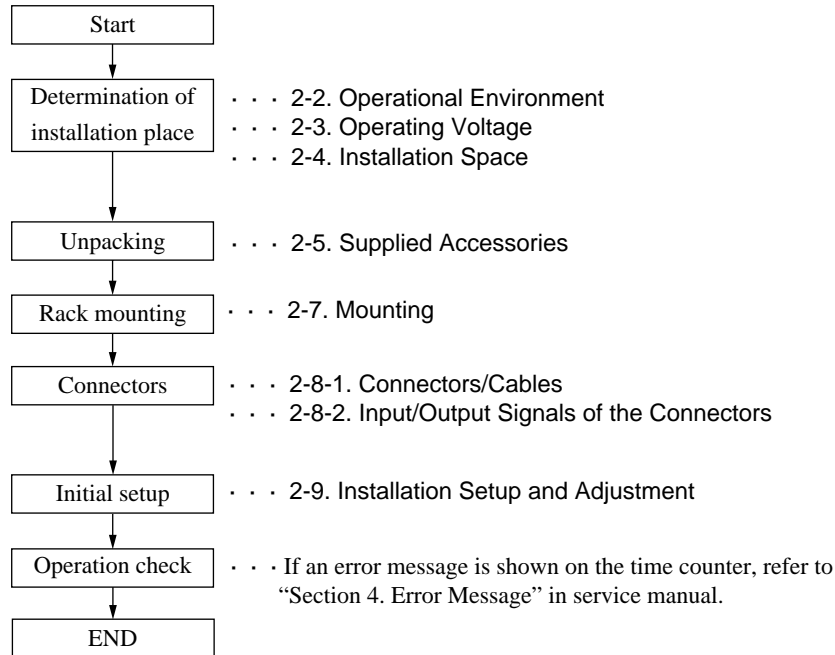 Start
Determination of
installation place
· · · 2-2. Operational Environment
· · · 2-3. Operating Voltage
· · · 2-4. Installation Space
Unpacking
· · · 2-5. Supplied Accessories
Rack mounting
· · · 2-7. Mounting
Connectors
· · · 2-8-1. Connectors/Cables
· · · 2-8-2. Input/Output Signals of the Connectors
Initial setup
· · · 2-9. Installation Setup and Adjustment
Operation check
· · · If an error message is shown on the time counter, refer to
“Section 4. Error Message” in service manual.
END